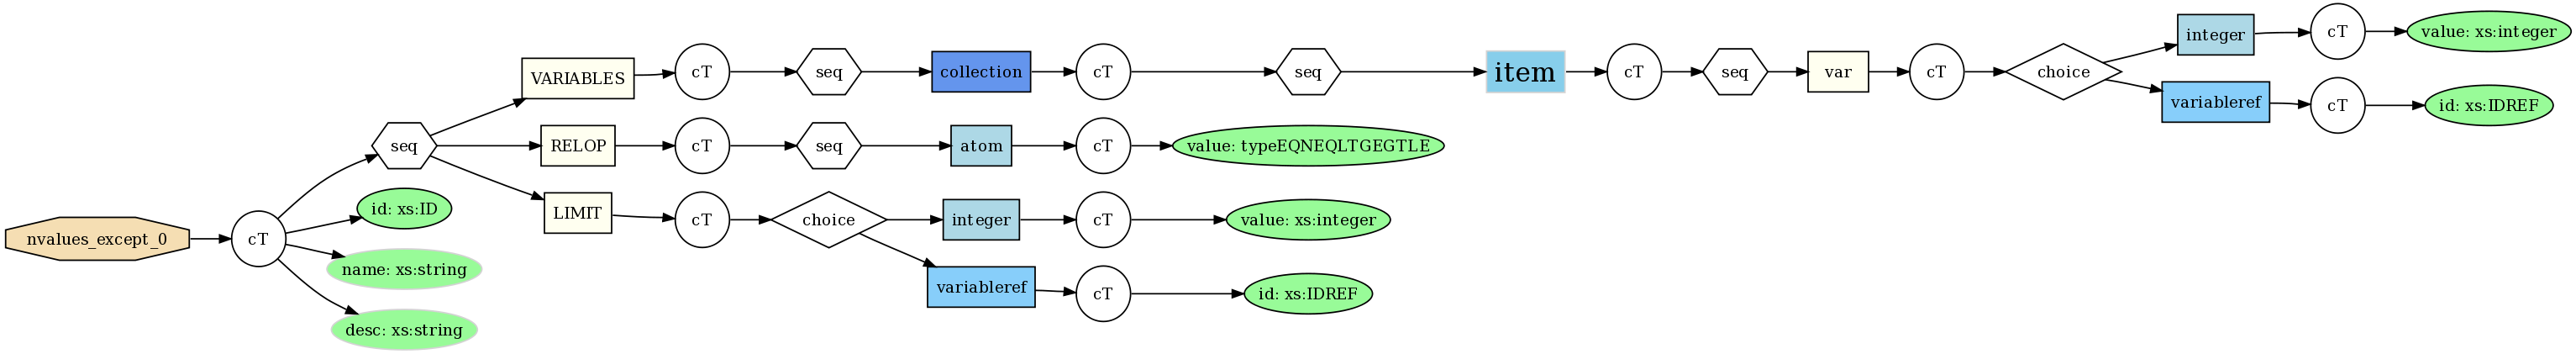 nvalues_except_0
cT
seq
id: xs:ID
name: xs:string
desc: xs:string
VARIABLES
cT
seq
collection
cT
seq
item
cT
seq
var
cT
choice
integer
cT
value: xs:integer
variableref
cT
id: xs:IDREF
RELOP
cT
seq
atom
cT
value: typeEQNEQLTGEGTLE
LIMIT
cT
choice
integer
cT
value: xs:integer
variableref
cT
id: xs:IDREF